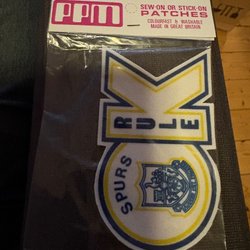 PPM
SEW-ON OR STICK-ON
PATCHES
COLOURFAST & WASHABLE
MADE IN GREAT BRITAIN
SPURS
RULE
OK